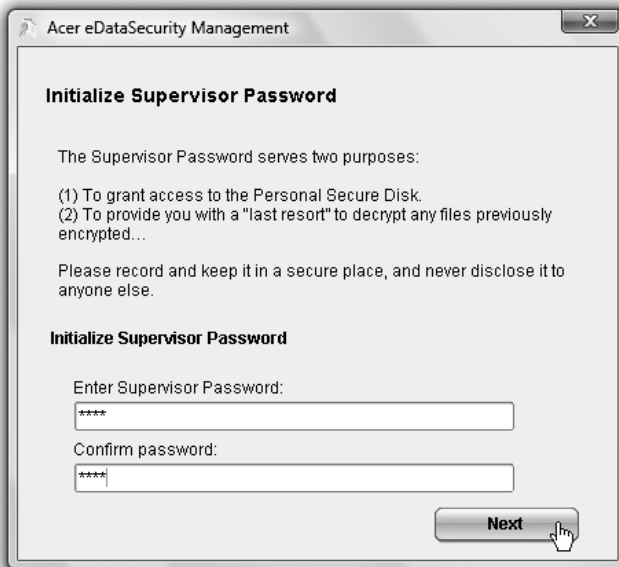 Acer eDataSecurity Management
X
Initialize Supervisor Password
The Supervisor Password serves two purposes:
(1) To grant access to the Personal Secure Disk.
(2) To provide you with a "last resort" to decrypt any files previously
encrypted...
Please record and keep it in a secure place, and never disclose it to
anyone else.
Initialize Supervisor Password
Enter Supervisor Password:
****
Confirm password:
****
Next